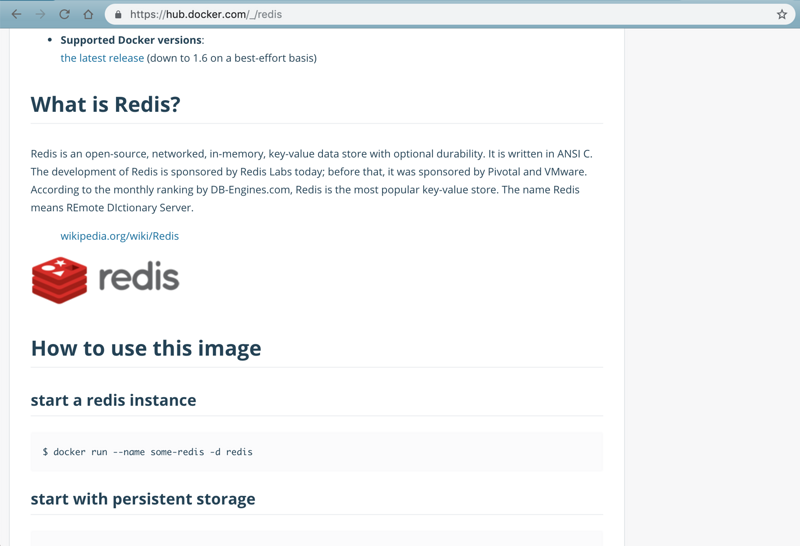 https://hub.docker.com/_/redis
• Supported Docker versions:
the latest release (down to 1.6 on a best-effort basis)
What is Redis?
Redis is an open-source, networked, in-memory, key-value data store with optional durability. It is written in ANSI C.
The development of Redis is sponsored by Redis Labs today; before that, it was sponsored by Pivotal and VMware.
According to the monthly ranking by DB-Engines.com, Redis is the most popular key-value store. The name Redis
means REmote DIctionary Server.
wikipedia.org/wiki/Redis
redis
How to use this image
start a redis instance
$ docker run --name some-redis -d redis
start with persistent storage